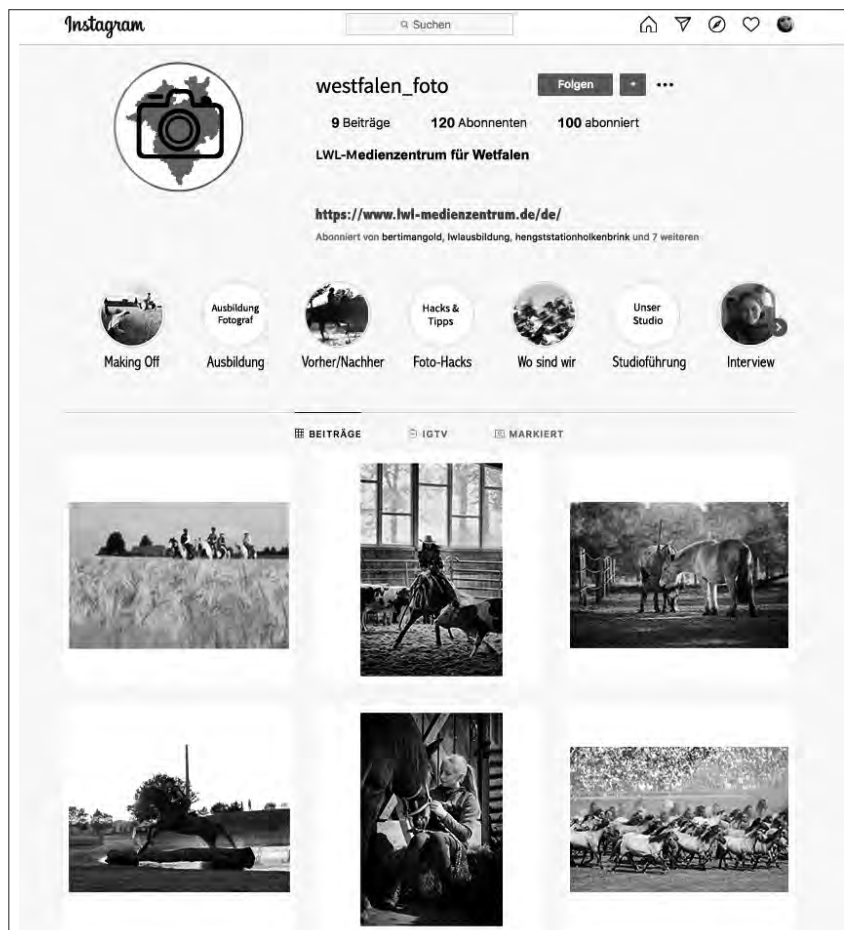 Instagram
Suchen
westfalen_foto Folgen
9 Beiträge 120 Abonnenten 100 abonniert
LWL-Medienzentrum für Wetfalen
https://www.lwl-medienzentrum.de/de/
Abonniert von bertimangold, lwlausbildung, hengststationholkenbrink und 7 weiteren
Ausbildung
Fotograf
Hacks &
Tipps
Unser
Studio
Making Off Ausbildung Vorher/Nachher Foto-Hacks Wo sind wir Studioführung Interview
BEITRÄGE IGTV MARKIERT